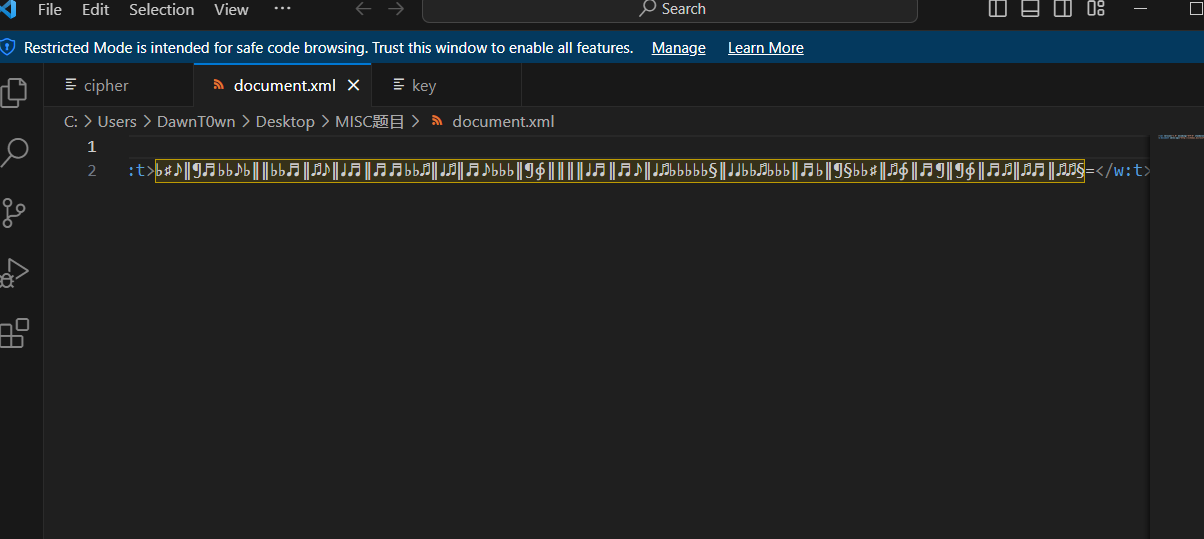 File Edit Selection View ··· Search
Restricted Mode is intended for safe code browsing. Trust this window to enable all features. Manage Learn More
cipher document.xml key
C: > Users > DawnT0wn > Desktop > MISC题目 > document.xml
1
2 :t>♭♯♪‖¶♬♭♭♪♭‖‖♭♭♬‖♫♪‖♩♬‖♬♬♭♭♫‖♩♫‖♬♪♭♭♭‖¶∮‖‖‖‖♩♬‖♬♪‖♩♫♭♭♭♭♭§‖♩♩♭♭♫♭♭♭‖♬♭‖¶§♭♭♯‖♫∮‖♬¶‖¶∮‖♬♫‖♫♬‖♫♫§=</w:t>